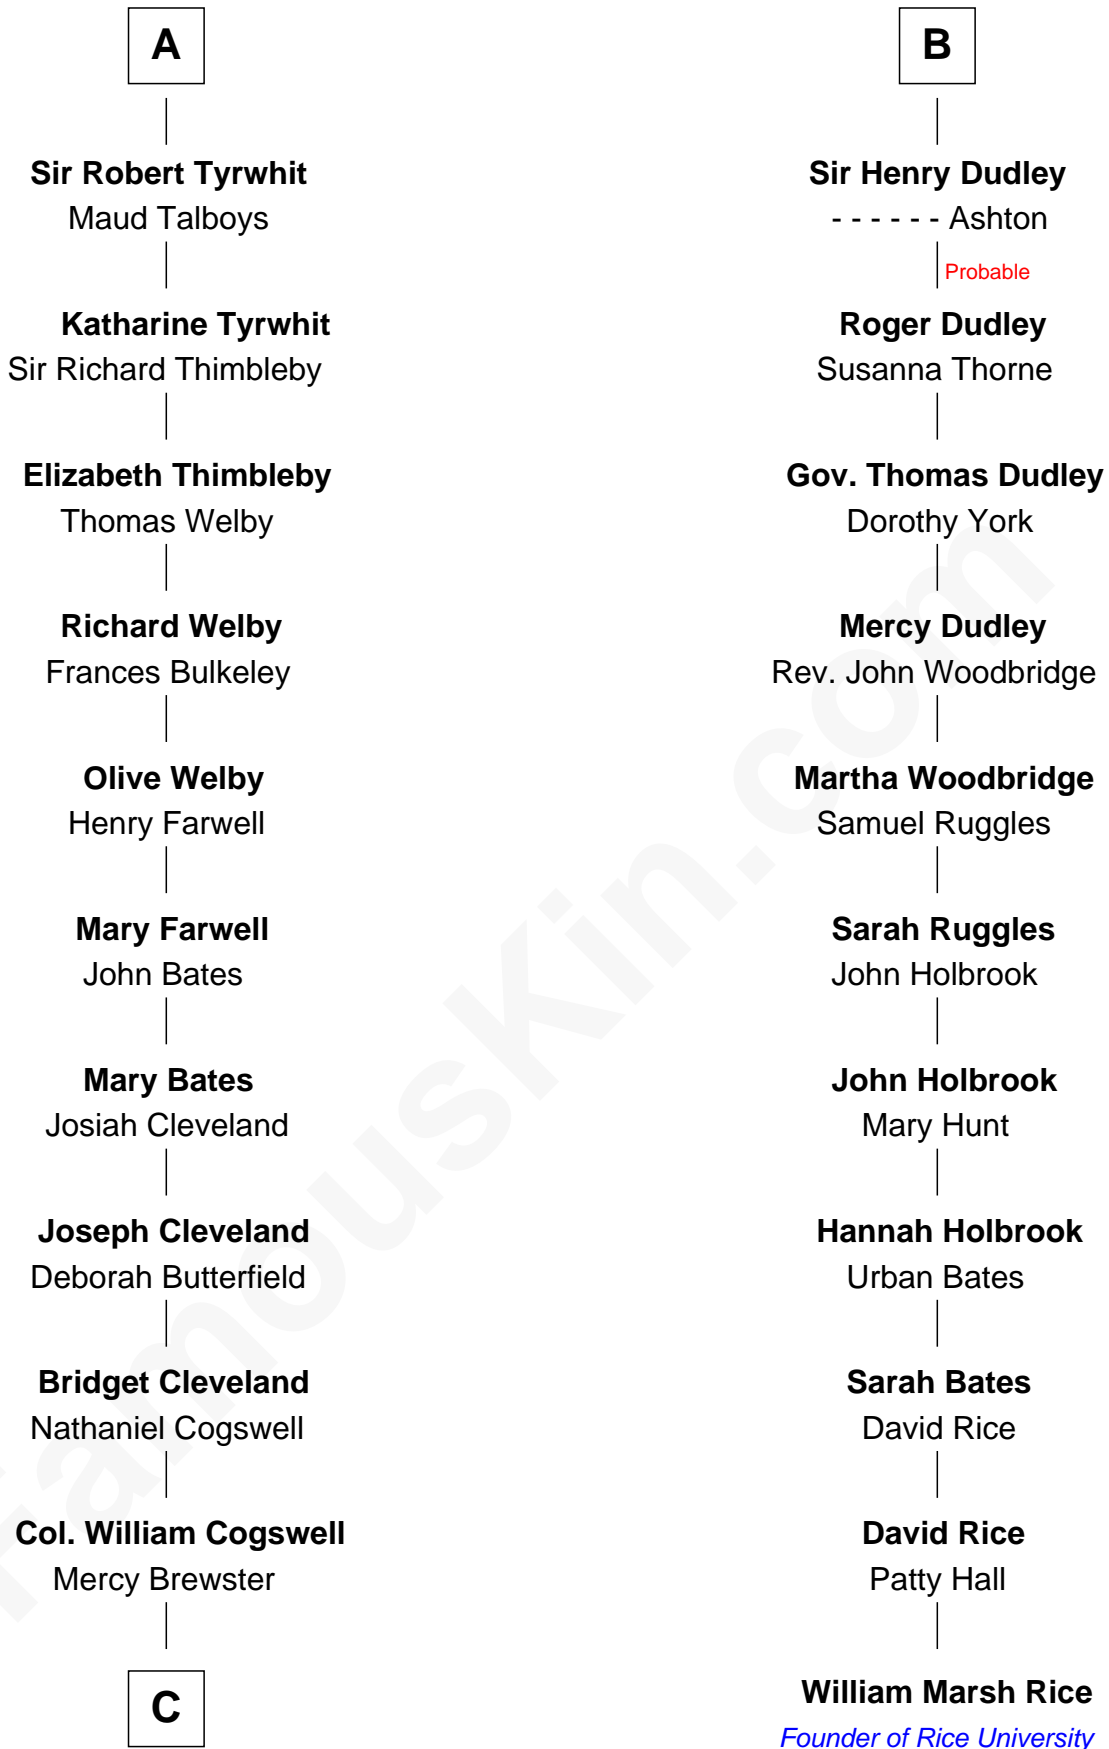 A
Sir Robert Tyrwhit
Maud Talboys
Katharine Tyrwhit
Sir Richard Thimbleby
Elizabeth Thimbleby
Thomas Welby
Richard Welby
Frances Bulkeley
Olive Welby
Henry Farwell
Mary Farwell
John Bates
Mary Bates
Josiah Cleveland
Joseph Cleveland
Deborah Butterfield
Bridget Cleveland
Nathaniel Cogswell
Col. William Cogswell
Mercy Brewster
C
B
Sir Henry Dudley
- - - - - - Ashton
Probable
Roger Dudley
Susanna Thorne
Gov. Thomas Dudley
Dorothy York
Mercy Dudley
Rev. John Woodbridge
Martha Woodbridge
Samuel Ruggles
Sarah Ruggles
John Holbrook
John Holbrook
Mary Hunt
Hannah Holbrook
Urban Bates
Sarah Bates
David Rice
David Rice
Patty Hall
William Marsh Rice
Founder of Rice University
FamousKin.com